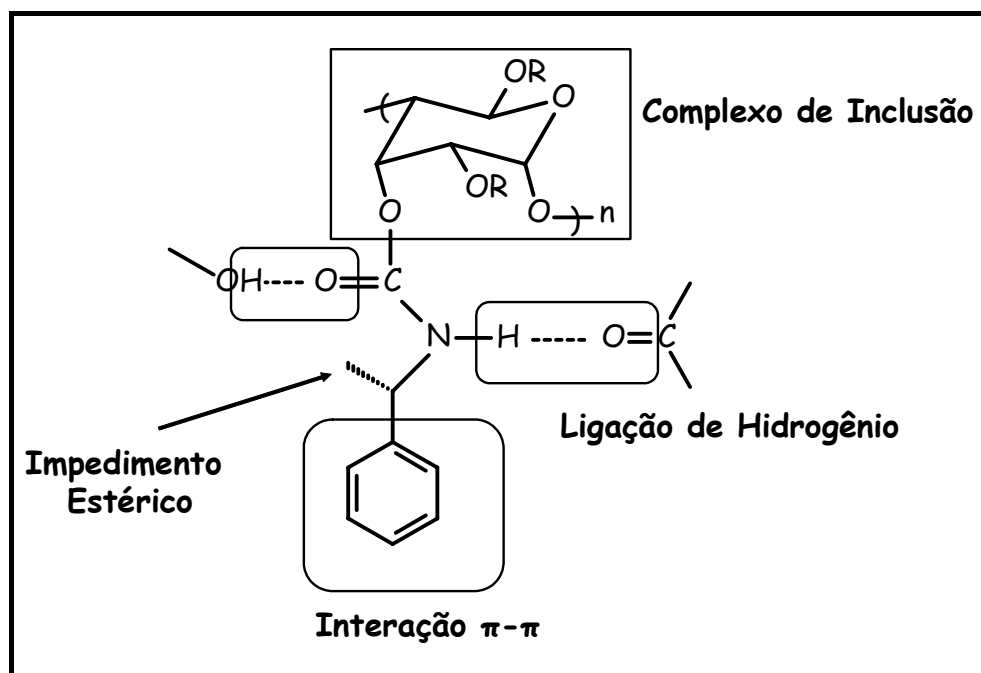 OR
O
Complexo de Inclusão
OR
O
O
n
OH
O
C
N
H
O
C
Ligação de Hidrogênio
Impedimento
Estérico
Interação π-π